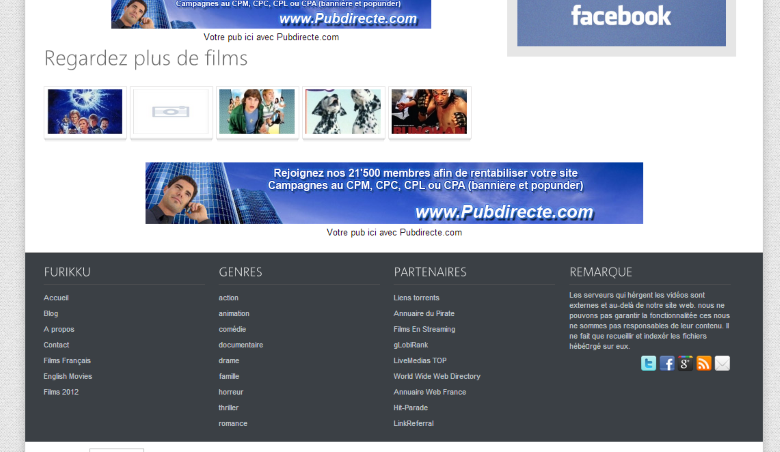 Campagnes au CPM, CPC, CPL ou CPA (bannière et popunder)
www.Pubdirecte.com
Votre pub ici avec Pubdirecte.com
facebook
Regardez plus de films
Rejoignez nos 21'500 membres afin de rentabiliser votre site
Campagnes au CPM, CPC, CPL ou CPA (bannière et popunder)
www.Pubdirecte.com
Votre pub ici avec Pubdirecte.com
FURIKKU
Accueil
Blog
A propos
Contact
Films Français
English Movies
Films 2012
GENRES
action
animation
comédie
documentaire
drame
famille
horreur
thriller
romance
PARTENAIRES
Liens torrents
Annuaire du Pirate
Films En Streaming
gLobiRank
LiveMedias TOP
World Wide Web Directory
Annuaire Web France
Hit-Parade
LinkReferral
REMARQUE
Les serveurs qui hèrgent les vidéos sont
externes et au-delà de notre site web. nous ne
pouvons pas garantir la fonctionnalitée ces nous
ne sommes pas responsables de leur contenu. Il
ne fait que recueillir et indexér les fichiers
sur eux.